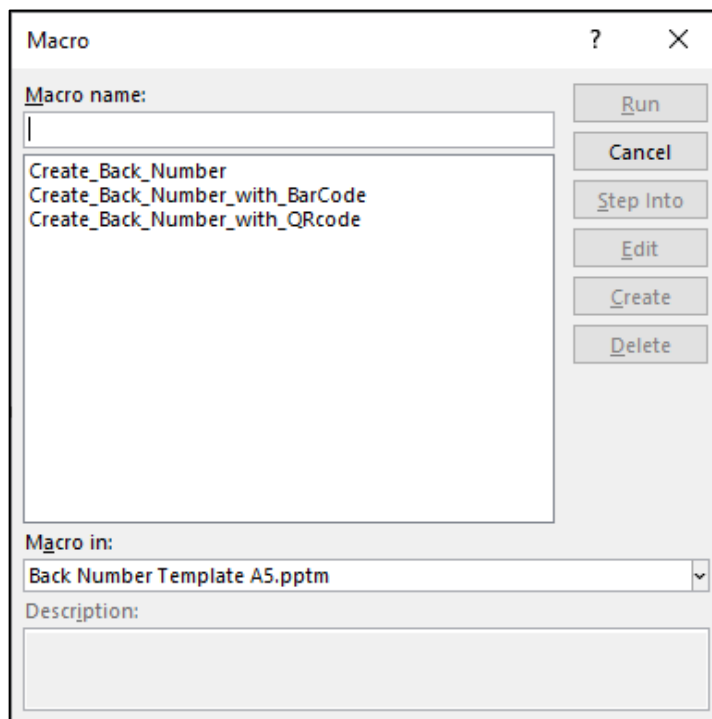 Macro
?
Macro name:
Run
Cancel
Create_Back_Number
Create_Back_Number_with_BarCode
Create_Back_Number_with_QRcode
Step Into
Edit
Create
Delete
Macro in:
Back Number Template A5.pptm
Description: